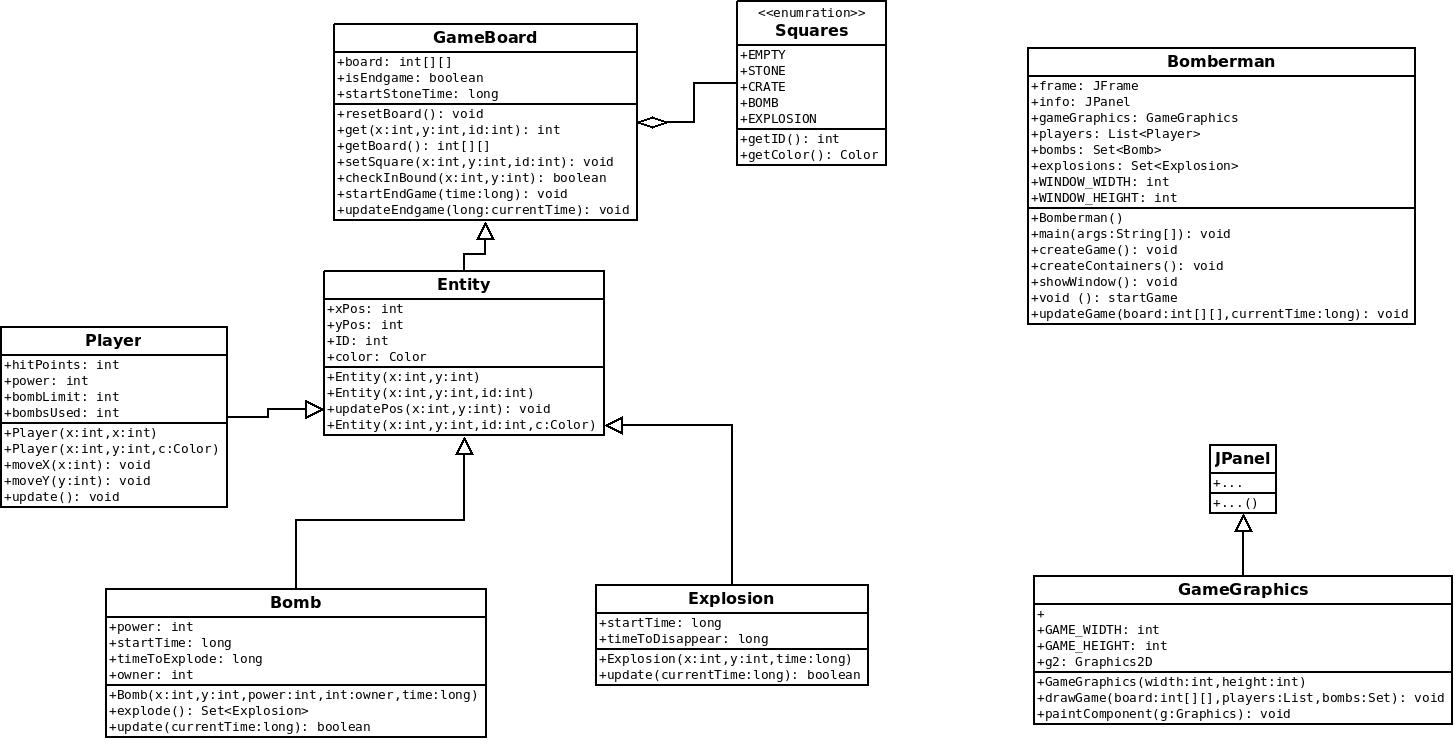 GameBoard
+board: int[][]
+isEndgame: boolean
+startStoneTime: long
+resetBoard(): void
+get(x:int,y:int,id:int): int
+getBoard(): int[][]
+setSquare(x:int,y:int,id:int): void
+checkInBound(x:int,y:int): boolean
+startEndGame(time:long): void
+updateEndgame(long:currentTime): void
<<enumration>>
Squares
+EMPTY
+STONE
+CRATE
+BOMB
+EXPLOSION
+getID(): int
+getColor(): Color
Bomberman
+frame: JFrame
+info: JPanel
+gameGraphics: GameGraphics
+players: List<Player>
+bombs: Set<Bomb>
+explosions: Set<Explosion>
+WINDOW_WIDTH: int
+WINDOW_HEIGHT: int
+Bomberman()
+main(args:String[]): void
+createGame(): void
+createContainers(): void
+showWindow(): void
+void (): startGame
+updateGame(board:int[][],currentTime:long): void
Entity
+xPos: int
+yPos: int
+ID: int
+color: Color
+Entity(x:int,y:int)
+Entity(x:int,y:int,id:int)
+updatePos(x:int,y:int): void
+Entity(x:int,y:int,id:int,c:Color)
Player
+hitPoints: int
+power: int
+bombLimit: int
+bombsUsed: int
+Player(x:int,x:int)
+Player(x:int,y:int,c:Color)
+moveX(x:int): void
+moveY(y:int): void
+update(): void
JPanel
+...
+...()
Bomb
+power: int
+startTime: long
+timeToExplode: long
+owner: int
+Bomb(x:int,y:int,power:int,int:owner,time:long)
+explode(): Set<Explosion>
+update(currentTime:long): boolean
Explosion
+startTime: long
+timeToDisappear: long
+Explosion(x:int,y:int,time:long)
+update(currentTime:long): boolean
GameGraphics
+
+GAME_WIDTH: int
+GAME_HEIGHT: int
+g2: Graphics2D
+GameGraphics(width:int,height:int)
+drawGame(board:int[][],players:List,bombs:Set): void
+paintComponent(g:Graphics): void